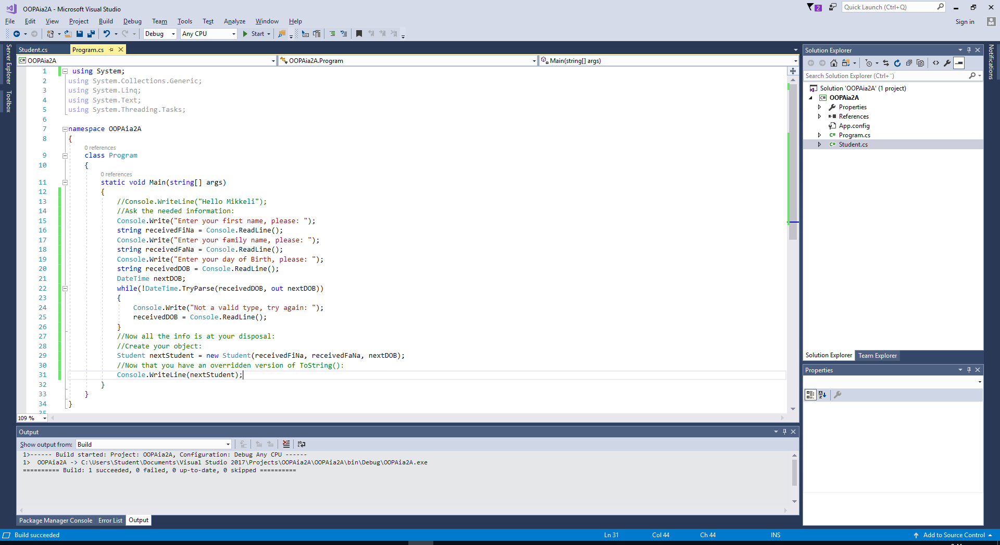 OOPAia2A - Microsoft Visual Studio
2
Quick Launch (Ctrl+Q)
File Edit View Project Build Debug Team Tools Test Analyze Window Help
Sign in
Debug Any CPU Start
Server Explorer
Toolbox
Student.cs Program.cs
OOPAia2A OOPAia2A.Program Main(string[] args)
1 using System;
2 using System.Collections.Generic;
3 using System.Linq;
4 using System.Text;
5 using System.Threading.Tasks;
6
7 namespace OOPAia2A
8 {
0 references
9 class Program
10 {
0 references
11 static void Main(string[] args)
12 {
13 //Console.WriteLine("Hello Mikkeli");
14 //Ask the needed information:
15 Console.Write("Enter your first name, please: ");
16 string receivedFiNa = Console.ReadLine();
17 Console.Write("Enter your family name, please: ");
18 string receivedFaNa = Console.ReadLine();
19 Console.Write("Enter your day of Birth, please: ");
20 string receivedDOB = Console.ReadLine();
21 DateTime nextDOB;
22 while(!DateTime.TryParse(receivedDOB, out nextDOB))
23 {
24 Console.Write("Not a valid type, try again: ");
25 receivedDOB = Console.ReadLine();
26 }
27 //Now all the info is at your disposal:
28 //Create your object:
29 Student nextStudent = new Student(receivedFiNa, receivedFaNa, nextDOB);
30 //Now that you have an overridden version of ToString():
31 Console.WriteLine(nextStudent);
32 }
33 }
34 }
35
109 %
Output
Show output from: Build
1>------ Build started: Project: OOPAia2A, Configuration: Debug Any CPU ------
1> OOPAia2A -> C:\Users\Student\Documents\Visual Studio 2017\Projects\OOPAia2A\OOPAia2A\bin\Debug\OOPAia2A.exe
========== Build: 1 succeeded, 0 failed, 0 up-to-date, 0 skipped ==========
Package Manager Console Error List Output
Solution Explorer
Search Solution Explorer (Ctrl+¨)
Solution 'OOPAia2A' (1 project)
OOPAia2A
Properties
References
App.config
Program.cs
Student.cs
Solution Explorer Team Explorer
Properties
Notifications
Build succeeded Ln 31 Col 44 Ch 44 INS Add to Source Control